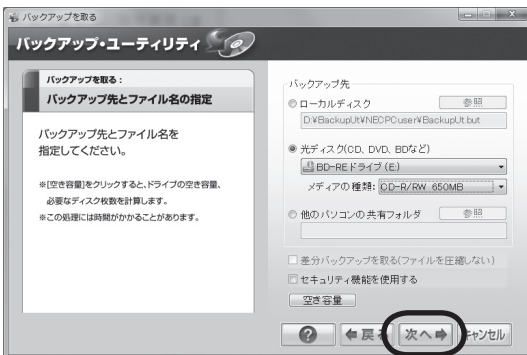 バックアップを取る
バックアップ・ユーティリティ
バックアップを取る：
バックアップ先とファイル名の指定
バックアップ先とファイル名を
指定してください。
※[空き容量]をクリックすると、ドライブの空き容量、
必要なディスク枚数を計算します。
※この処理には時間がかかることがあります。
バックアップ先
ローカルディスク 参照
D:¥BackupUt¥NECPCuser¥BackupUt.but
光ディスク(CD、DVD、BDなど)
BD-REドライブ (E:)
メディアの種類: CD-R/RW 650MB
他のパソコンの共有フォルダ 参照
差分バックアップを取る(ファイルを圧縮しない)
セキュリティ機能を使用する
空き容量
? 戻る 次へ キャンセル